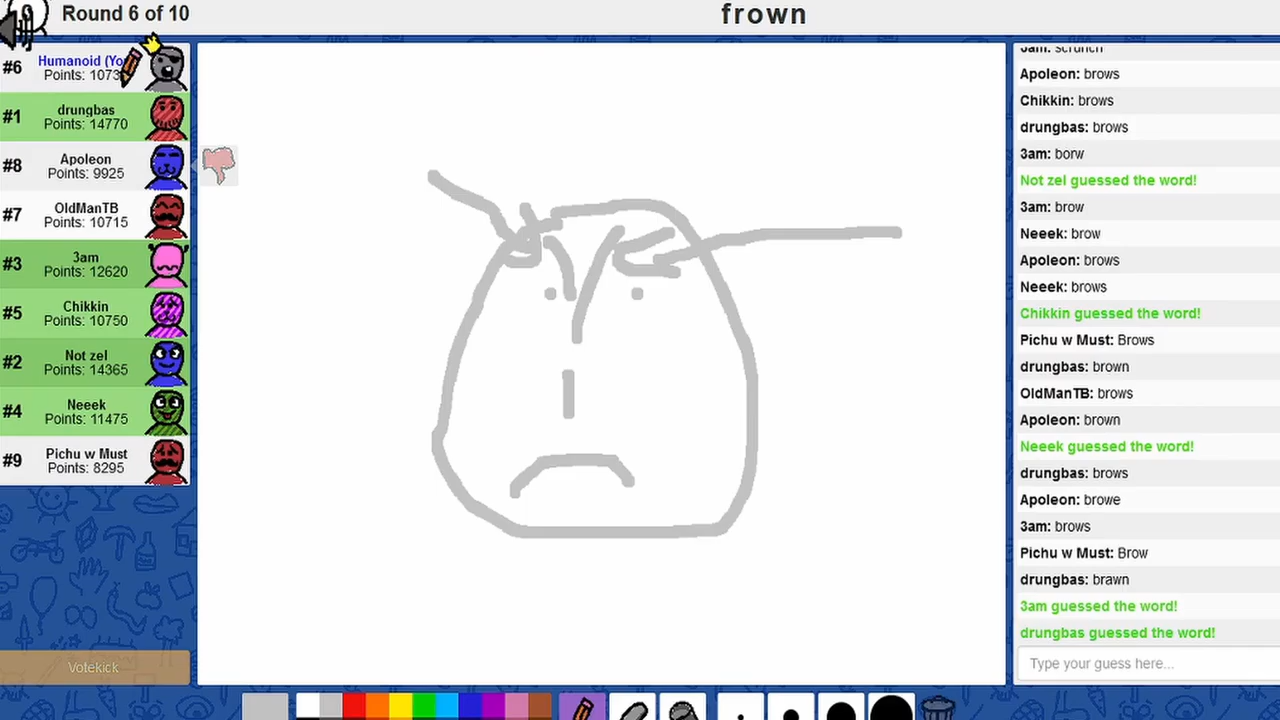 Round 6 of 10
frown
#6
Humanoid (Yo
Points: 1073
#1
drungbas
Points: 14770
#8
Apoleon
Points: 9925
#7
OldManTB
Points: 10715
#3
3am
Points: 12620
#5
Chikkin
Points: 10750
#2
Not zel
Points: 14365
#4
Neeek
Points: 11475
#9
Pichu w Must
Points: 8295
Votekick
3am: scrunch
Apoleon: brows
Chikkin: brows
drungbas: brows
3am: borw
Not zel guessed the word!
3am: brow
Neeek: brow
Apoleon: brows
Neeek: brows
Chikkin guessed the word!
Pichu w Must: Brows
drungbas: brown
OldManTB: brows
Apoleon: brown
Neeek guessed the word!
drungbas: brows
Apoleon: browe
3am: brows
Pichu w Must: Brow
drungbas: brawn
3am guessed the word!
drungbas guessed the word!
Type your guess here...